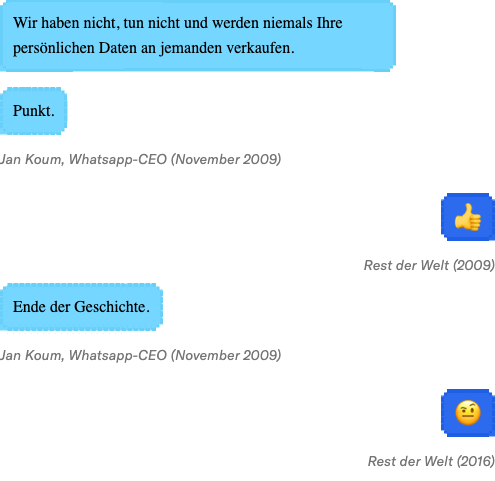 Wir haben nicht, tun nicht und werden niemals Ihre
persönlichen Daten an jemanden verkaufen.
Punkt.
Jan Koum, Whatsapp-CEO (November 2009)
👍
Rest der Welt (2009)
Ende der Geschichte.
Jan Koum, Whatsapp-CEO (November 2009)
🤨
Rest der Welt (2016)